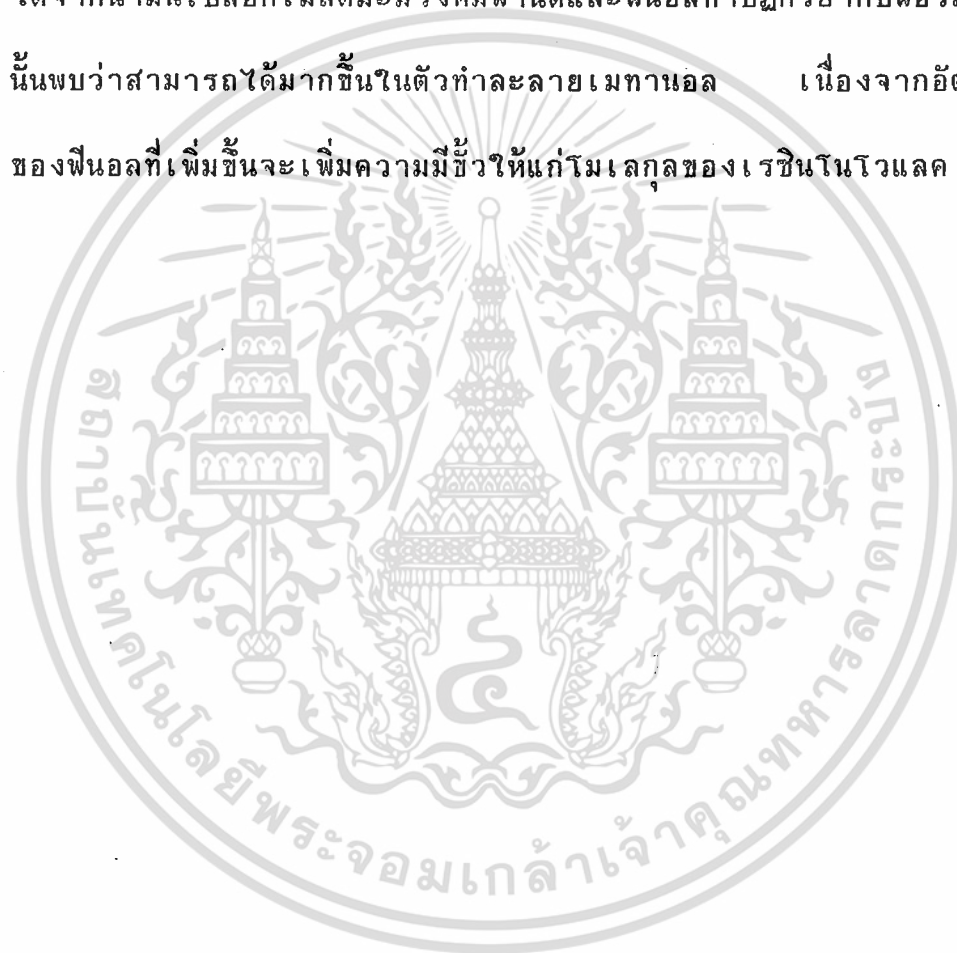 นั้นพบว่าสามารถได้มากขึ้นในตัวทำละลายเมทานอล เนื่องจากอัต
ของฟีนอลที่เพิ่มขึ้นจะเพิ่มความมีขั้วให้แก่โมเลกุลของเรซินโนโวแลค
สถาบันเทคโนโลยีพระจอมเกล้าเจ้าคุณทหารลาดกระบัง